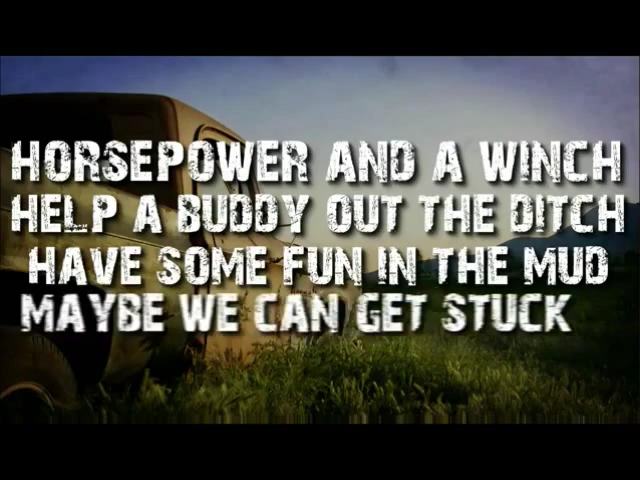 HORSEPOWER AND A WINCH
HELP A BUDDY OUT THE DITCH
HAVE SOME FUN IN THE MUD
MAYBE WE CAN GET STUCK